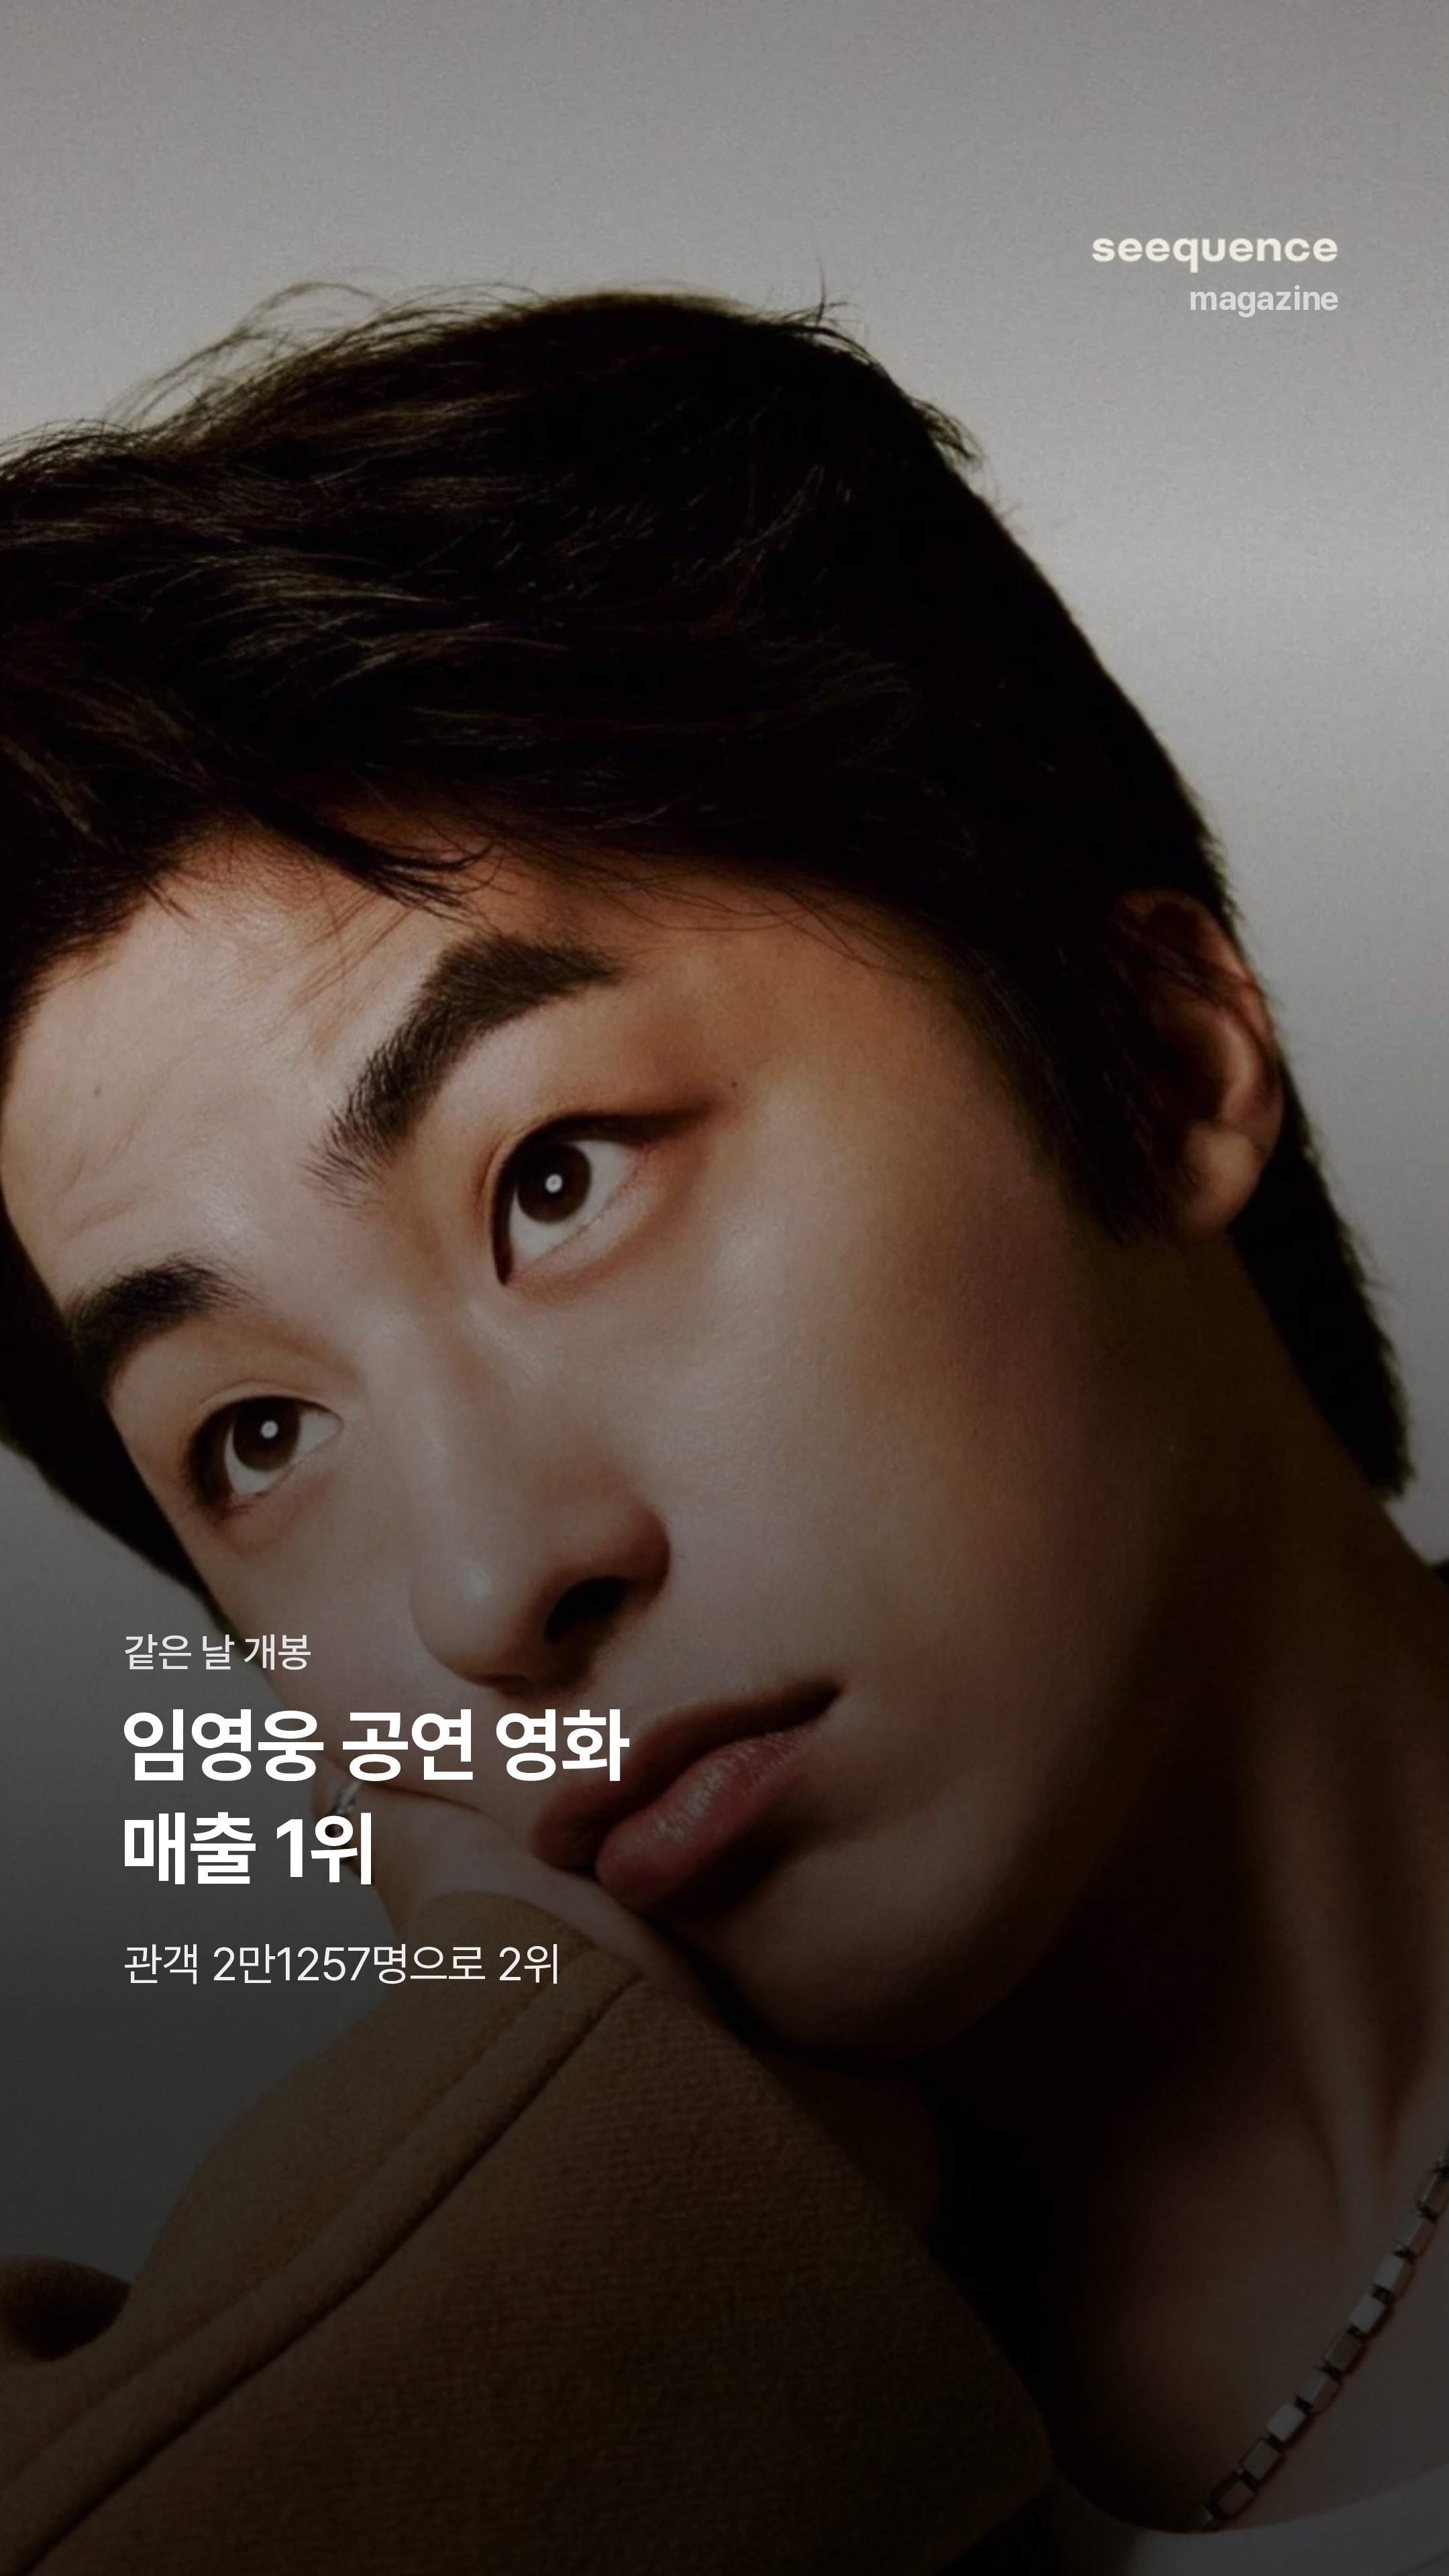 seequence
magazine
같은 날 개봉
임영웅 공연 영화
매출 1위
관객 2만1257명으로 2위